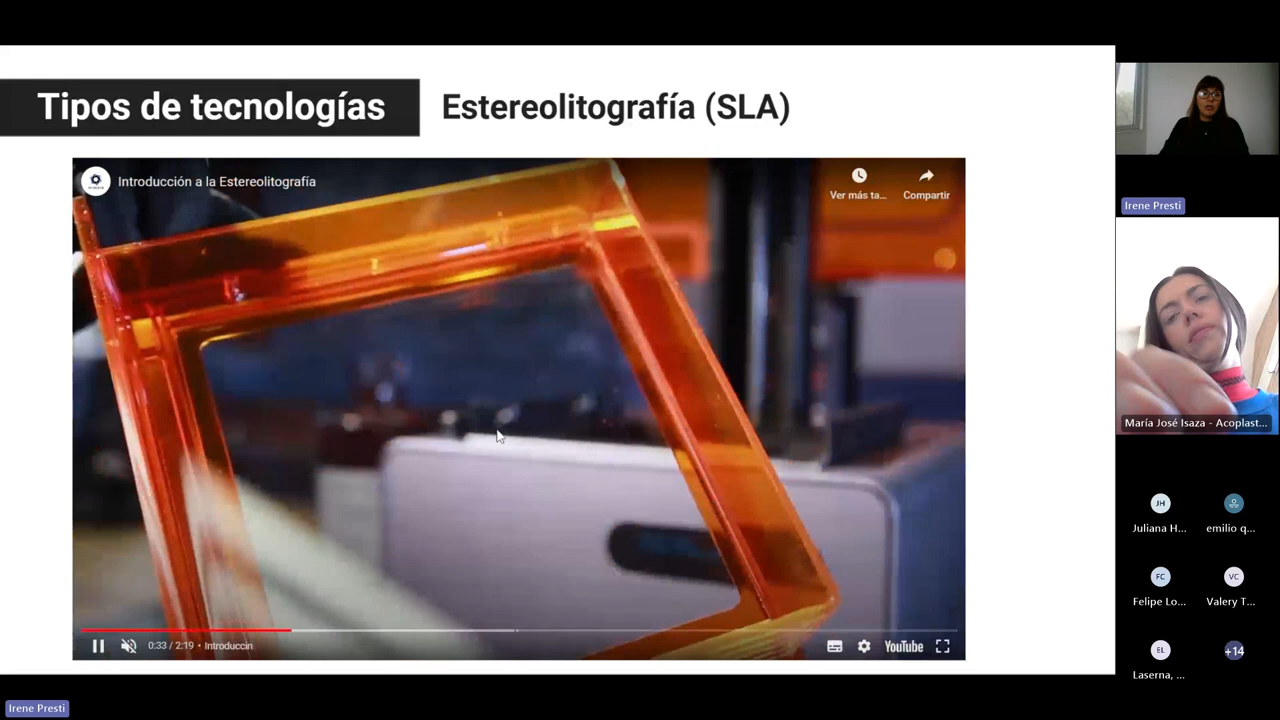 Tipos de tecnologías
Estereolitografía (SLA)
Introducción a la Estereolitografía
Ver más ta...
Compartir
0:33 / 2:19 • Introduccin
YouTube
Irene Presti
María José Isaza - Acoplast...
JH
Juliana H...
emilio q...
FC
Felipe Lo...
VC
Valery T...
EL
Laserna, ...
+14
Irene Presti